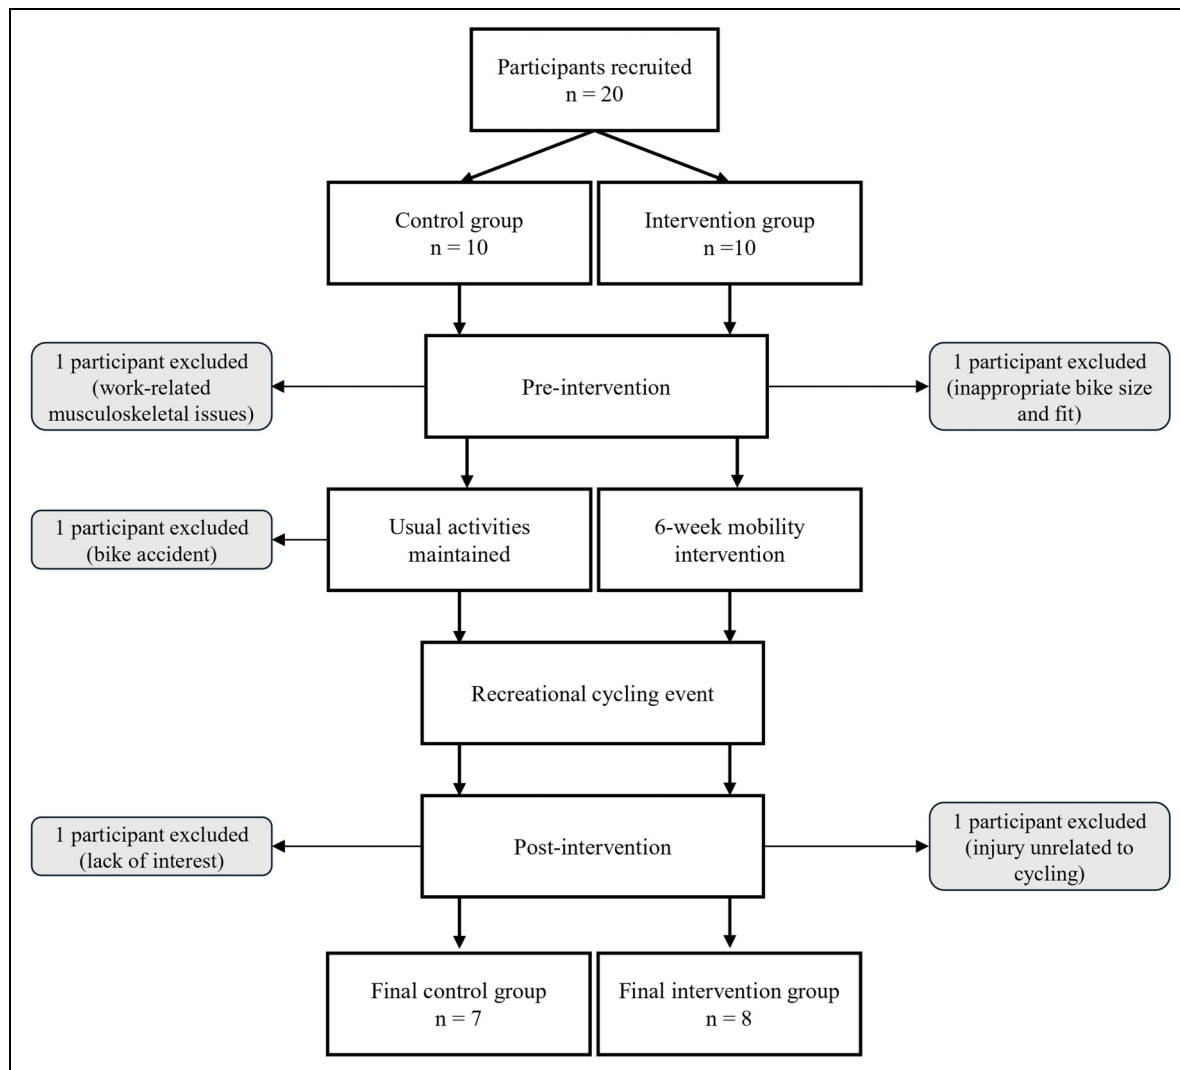 Participants recruited
n = 20
Control group
n = 10
Intervention group
n =10
1 participant excluded
(work-related
musculoskeletal issues)
Pre-intervention
1 participant excluded
(inappropriate bike size
and fit)
1 participant excluded
(bike accident)
Usual activities
maintained
6-week mobility
intervention
Recreational cycling event
1 participant excluded
(lack of interest)
Post-intervention
1 participant excluded
(injury unrelated to
cycling)
Final control group
n = 7
Final intervention group
n = 8